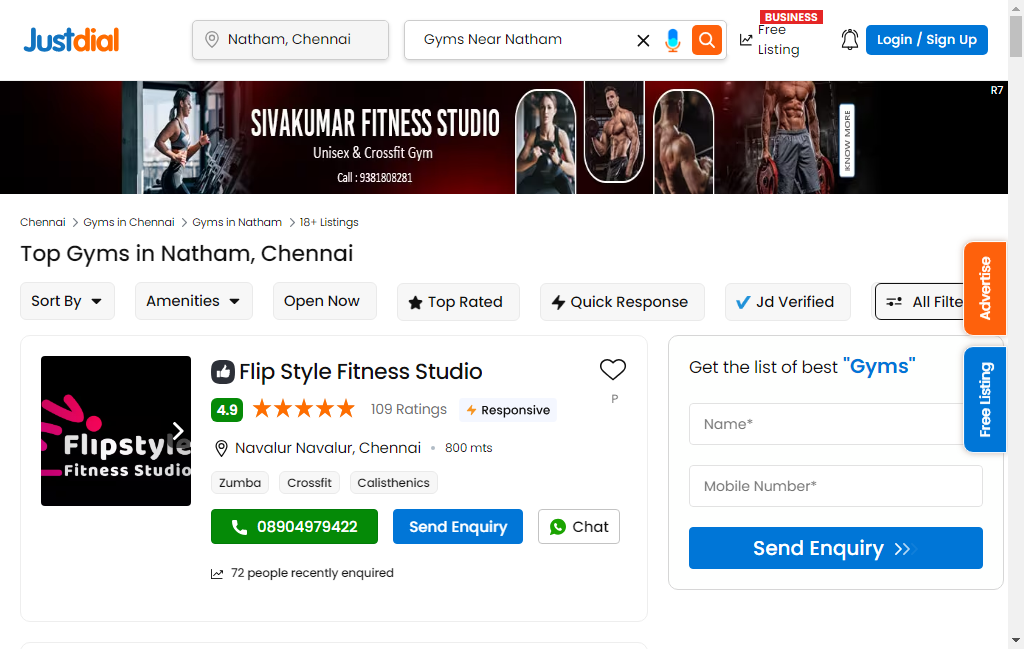 Justdial
Natham, Chennai
Gyms Near Natham
BUSINESS
Free
Listing
Login / Sign Up
SIVAKUMAR FITNESS STUDIO
Unisex & Crossfit Gym
Call : 9381808281
KNOW MORE
R7
Chennai > Gyms in Chennai > Gyms in Natham > 18+ Listings
Top Gyms in Natham, Chennai
Sort By
Amenities
Open Now
Top Rated
Quick Response
Jd Verified
All Filte
Advertise
Free Listing
Flipstyle
Fitness Studio
Flip Style Fitness Studio
P
4.9
109 Ratings
Responsive
Navalur Navalur, Chennai • 800 mts
Zumba
Crossfit
Calisthenics
08904979422
Send Enquiry
Chat
72 people recently enquired
Get the list of best "Gyms"
Name*
Mobile Number*
Send Enquiry